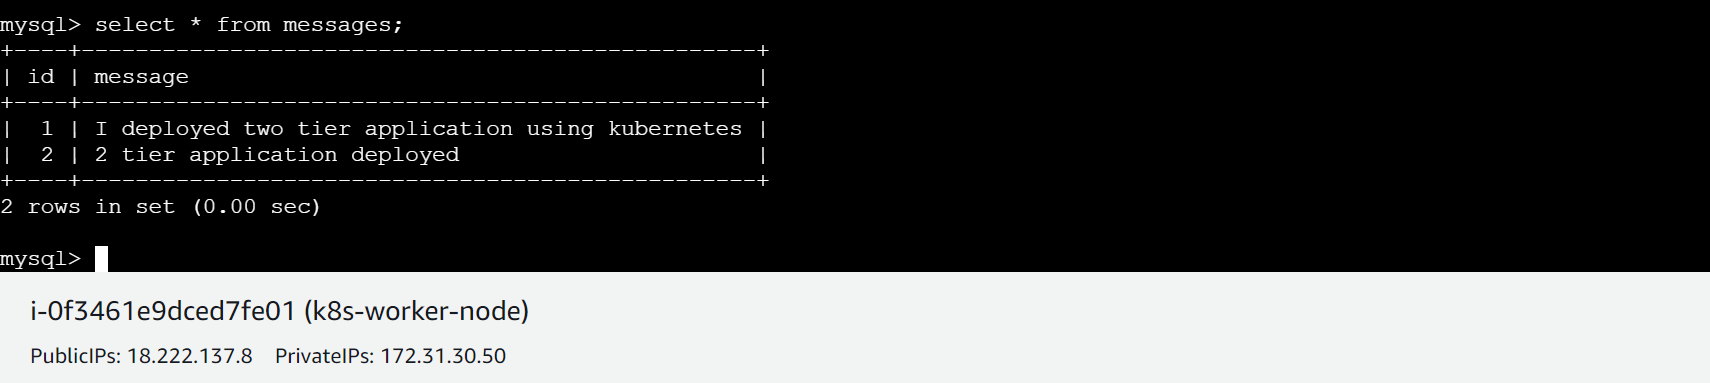 mysql> select * from messages;
+----+--------------------------------------------------+
| id | message                                          |
+----+--------------------------------------------------+
|  1 | I deployed two tier application using kubernetes |
|  2 | 2 tier application deployed                      |
+----+--------------------------------------------------+
2 rows in set (0.00 sec)
mysql>
i-0f3461e9dced7fe01 (k8s-worker-node)
PublicIPs: 18.222.137.8 PrivateIPs: 172.31.30.50